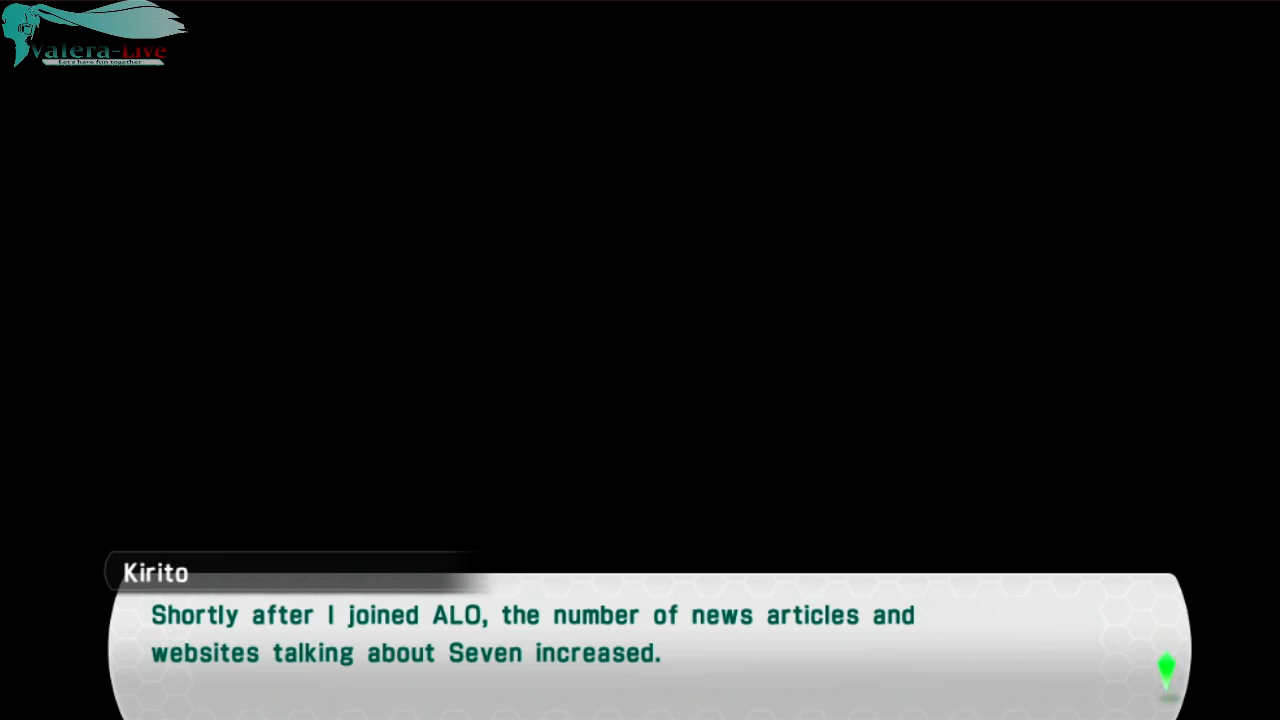 Valera-Live
Let's have fun together
Kirito
Shortly after I joined ALO, the number of news articles and
websites talking about Seven increased.